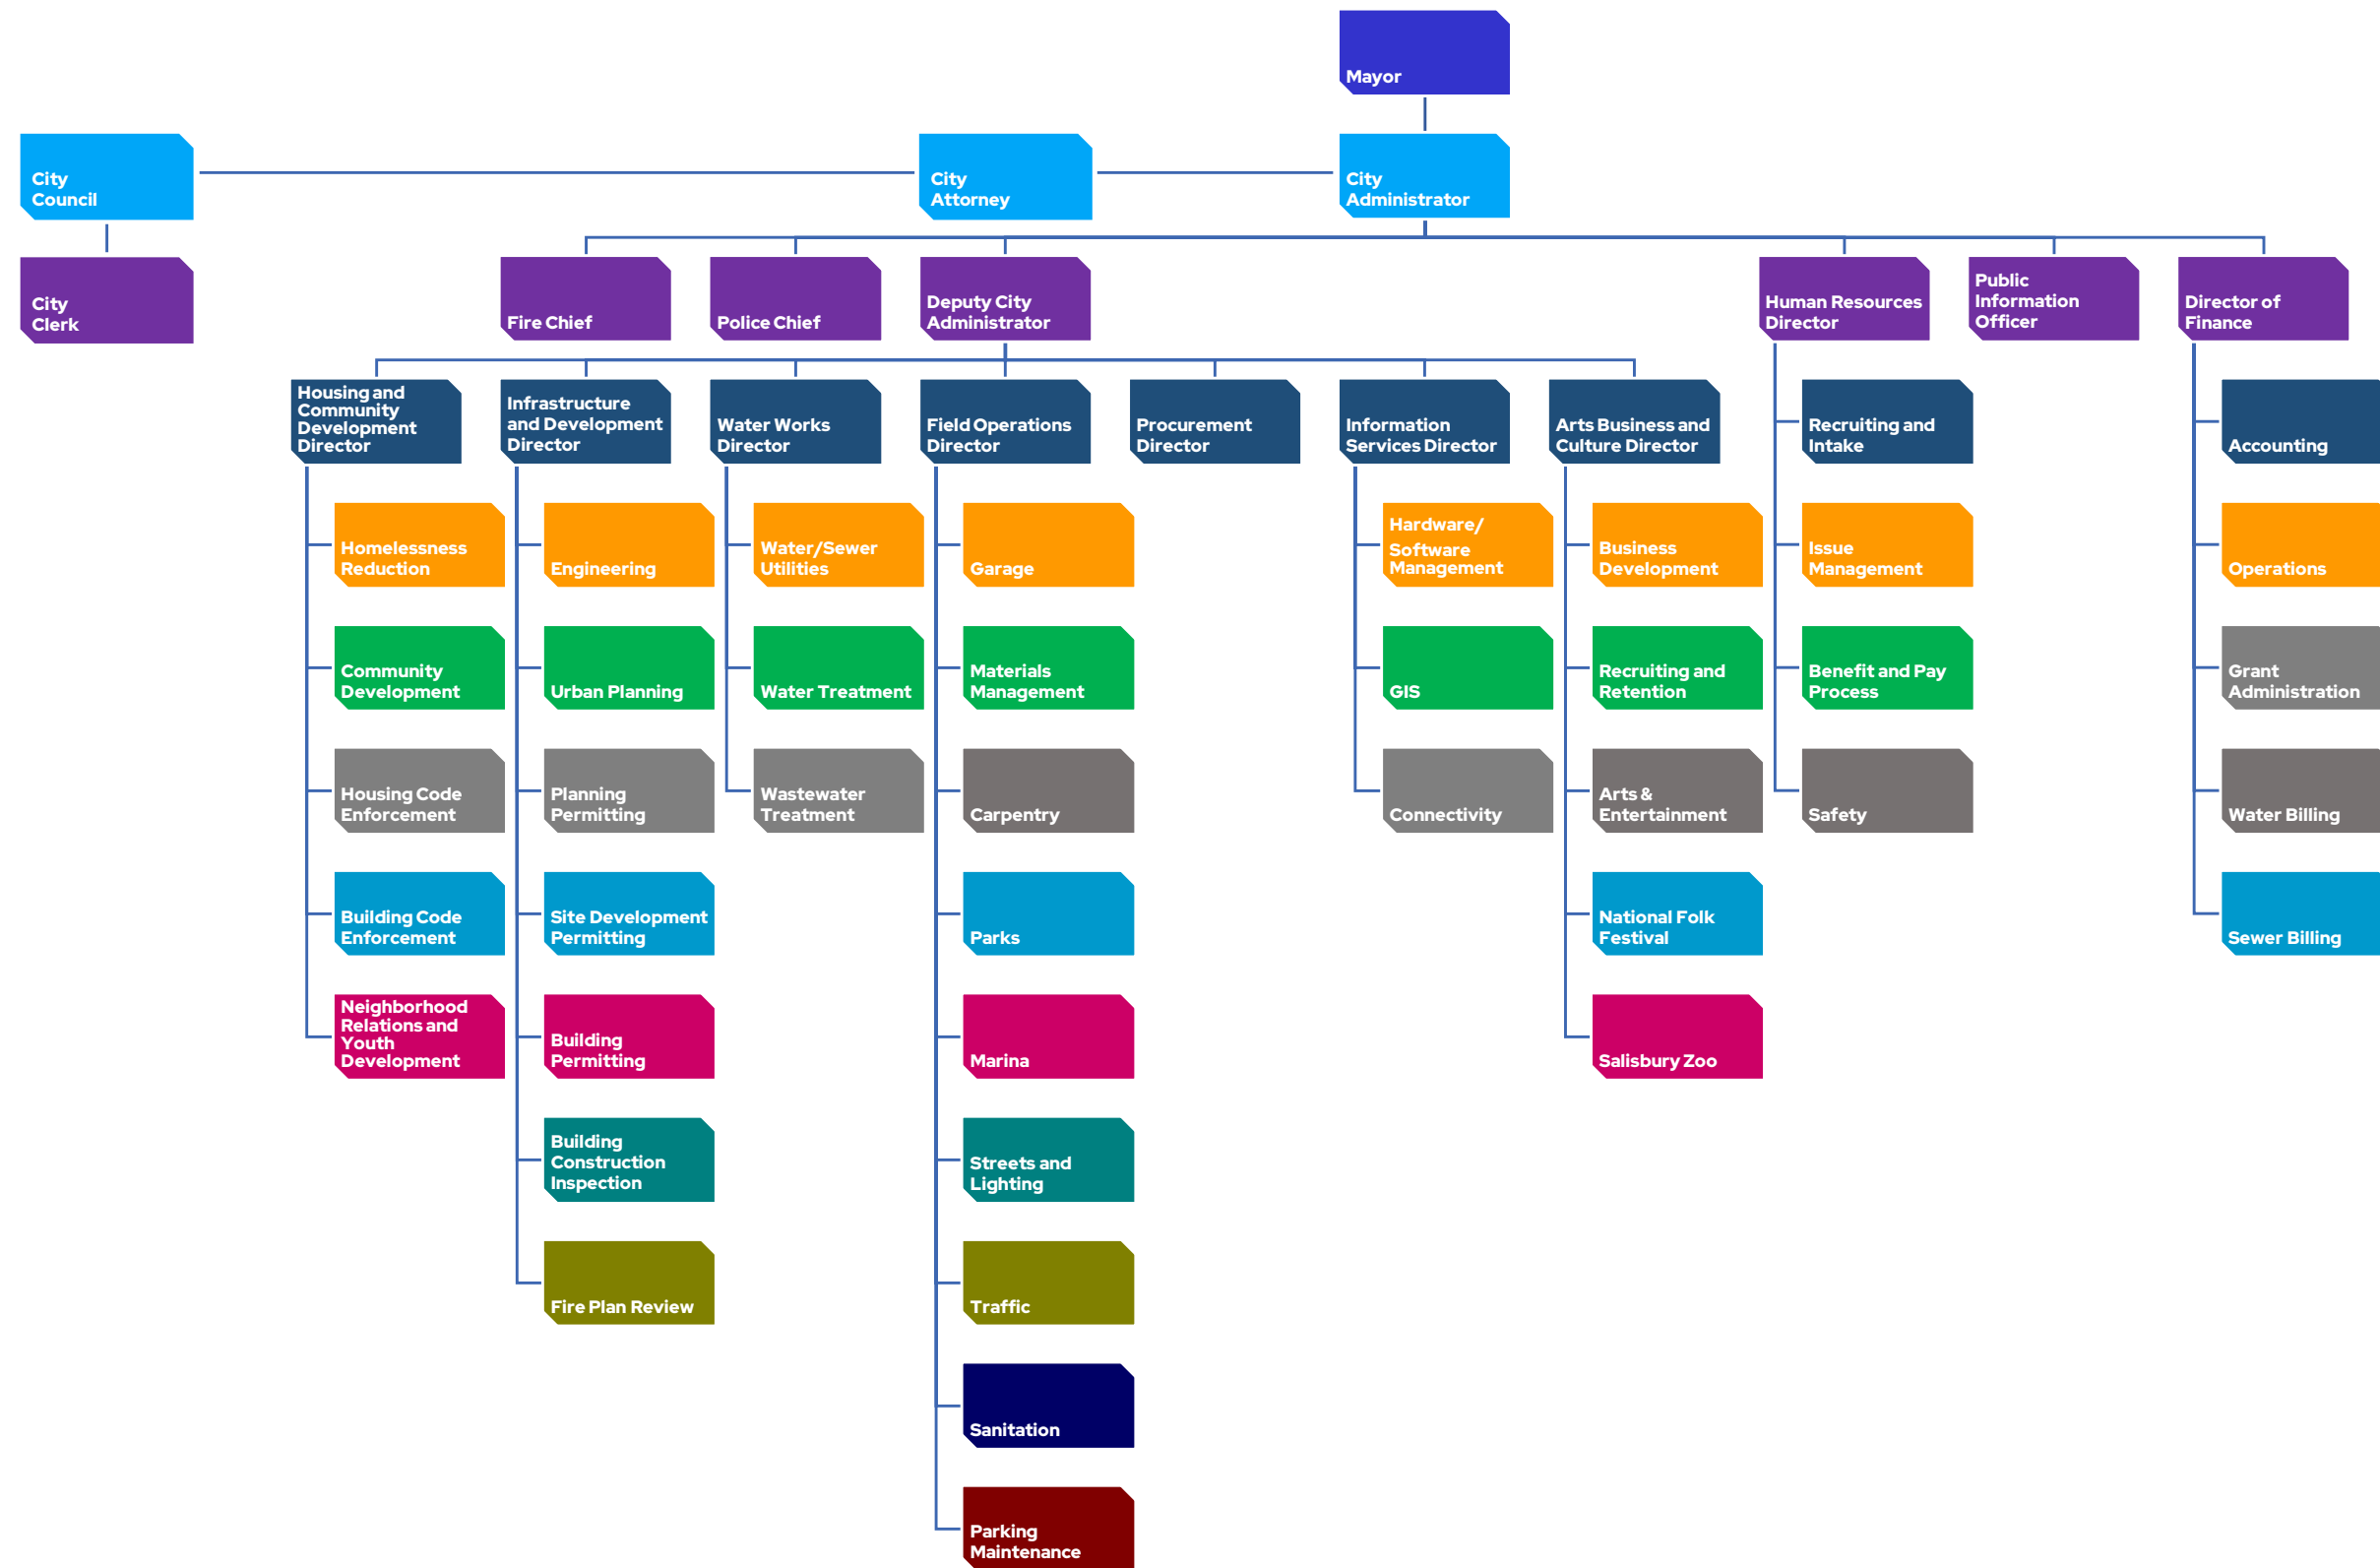 Mayor
City
Council
City
Attorney
City
Administrator
City
Clerk
Fire Chief
Police Chief
Deputy City
Administrator
Human Resources
Director
Public
Information
Officer
Director of
Finance
Housing and
Community
Development
Director
Infrastructure
and Development
Director
Water Works
Director
Field Operations
Director
Procurement
Director
Information
Services Director
Arts Business and
Culture Director
Recruiting and
Intake
Accounting
Homelessness
Reduction
Engineering
Water/Sewer
Utilities
Garage
Hardware/
Software
Management
Business
Development
Issue
Management
Operations
Community
Development
Urban Planning
Water Treatment
Materials
Management
GIS
Recruiting and
Retention
Benefit and Pay
Process
Grant
Administration
Housing Code
Enforcement
Planning
Permitting
Wastewater
Treatment
Carpentry
Connectivity
Arts &
Entertainment
Safety
Water Billing
Building Code
Enforcement
Site Development
Permitting
Parks
National Folk
Festival
Sewer Billing
Neighborhood
Relations and
Youth
Development
Building
Permitting
Marina
Salisbury Zoo
Building
Construction
Inspection
Streets and
Lighting
Fire Plan Review
Traffic
Sanitation
Parking
Maintenance